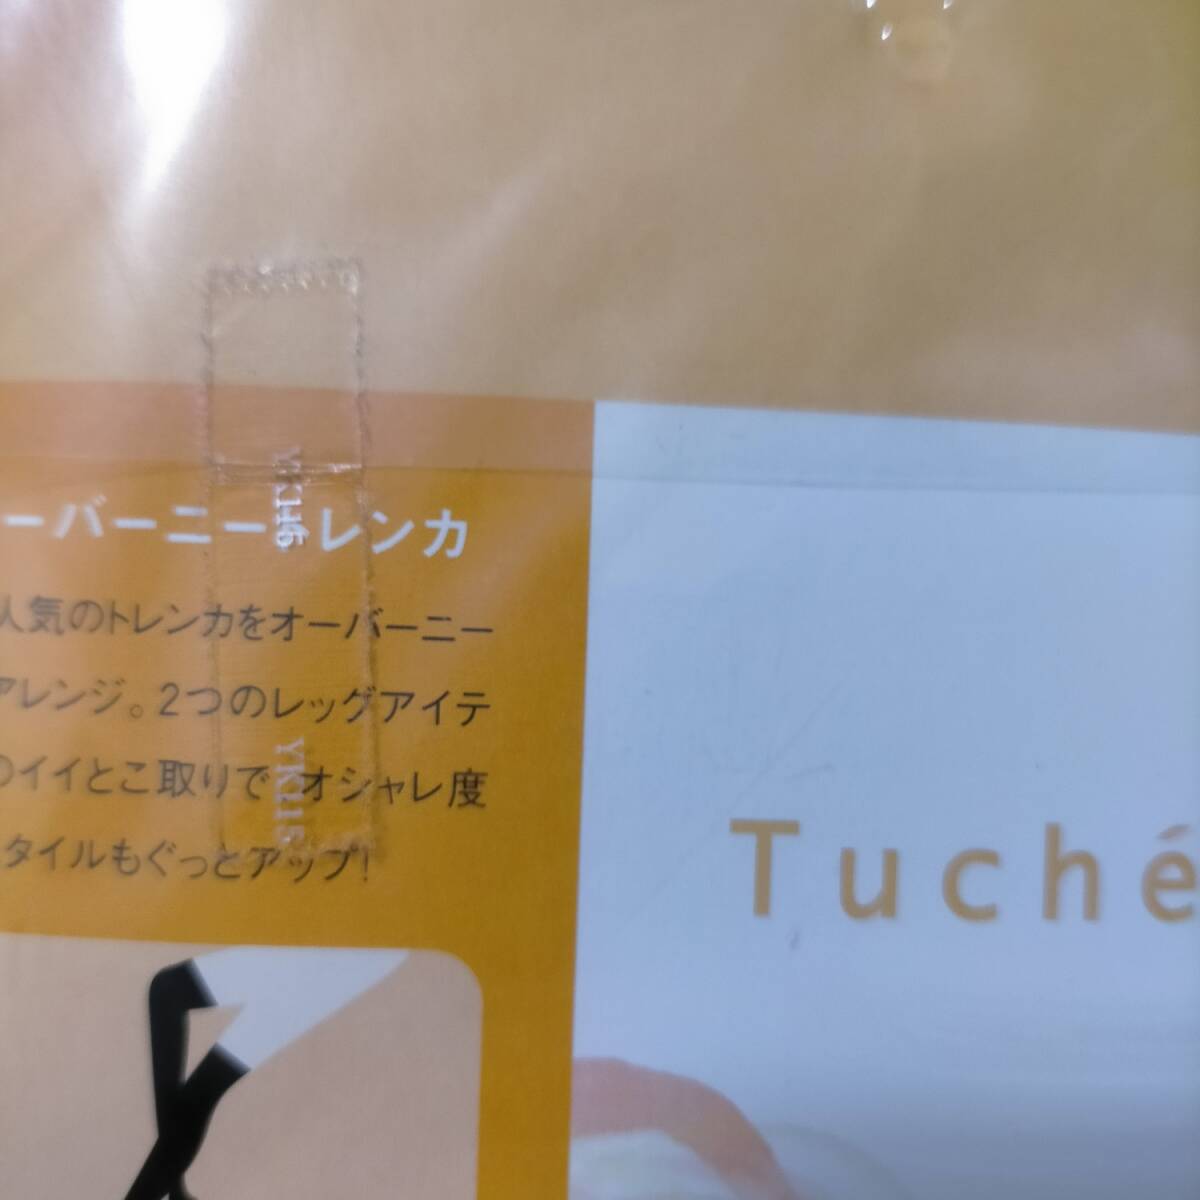 ーバーニートレンカ
人気のトレンカをオーバーニー
アレンジ。2つのレッグアイテ
のイイとこ取りで オシャレ度
タイルもぐっとアップ!
YK115
YK115
Tuché